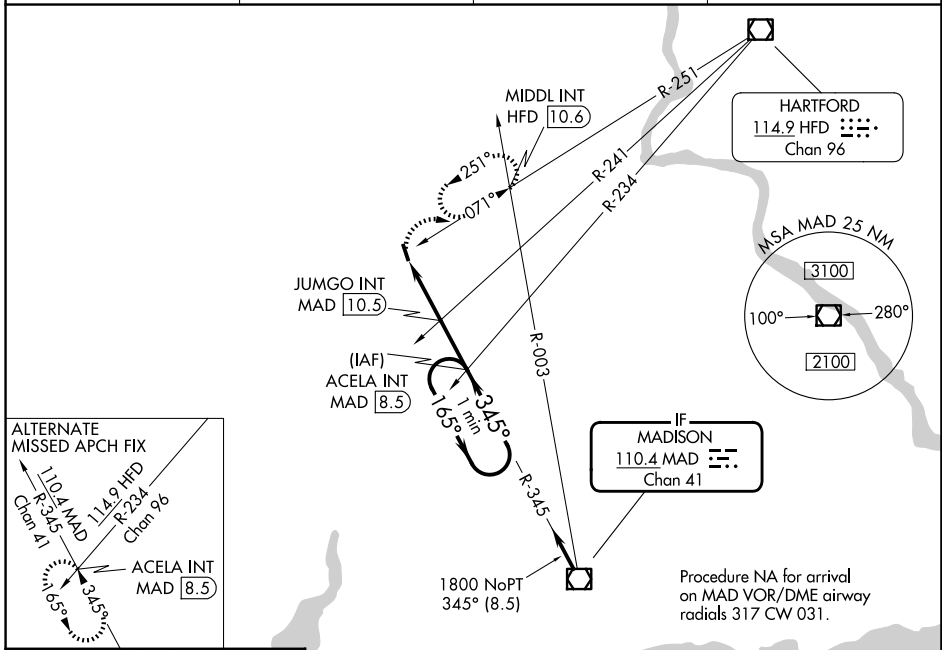 R-251
MIDDL INT
HFD 10.6
HARTFORD
114.9 HFD
Chan 96
251°
R-241
071°
R-234
MSA MAD 25 NM
3100
100°
280°
2100
JUMGO INT
MAD 10.5
R-003
(IAF)
ACELA INT
MAD 8.5
1 min
165°
345°
IF
MADISON
110.4 MAD
Chan 41
R-345
1800 NoPT
345° (8.5)
Procedure NA for arrival
on MAD VOR/DME airway
radials 317 CW 031.
ALTERNATE
MISSED APCH FIX
110.4 MAD
R-345
Chan 41
114.9 HFD
R-234
Chan 96
ACELA INT
MAD 8.5
165°
345°